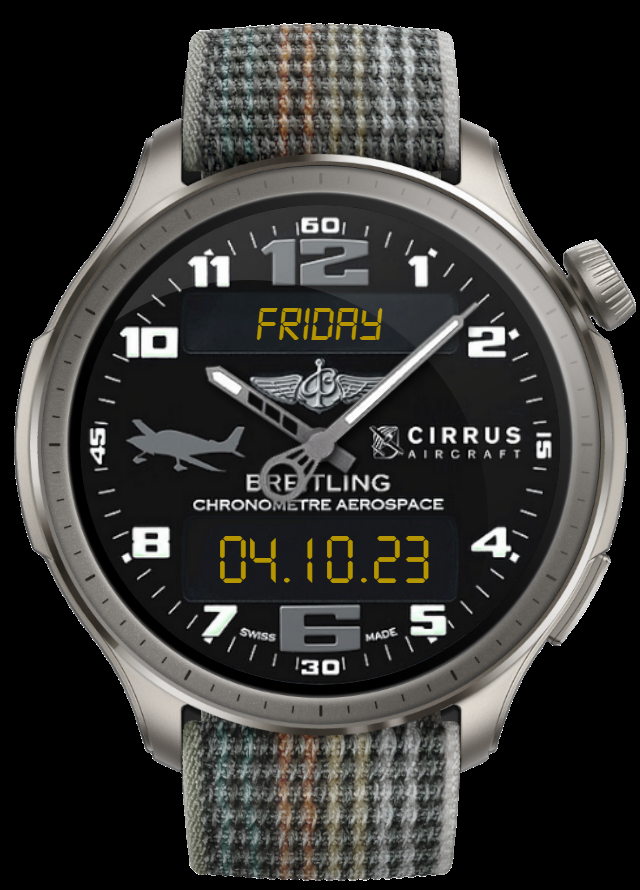 60
12
11 1
FRIDAY
10 2
CIRRUS
AIRCRAFT
45 15
BREITLING
CHRONOMETRE AEROSPACE
8 4
04.10.23
7 5
SWISS 6 MADE
30